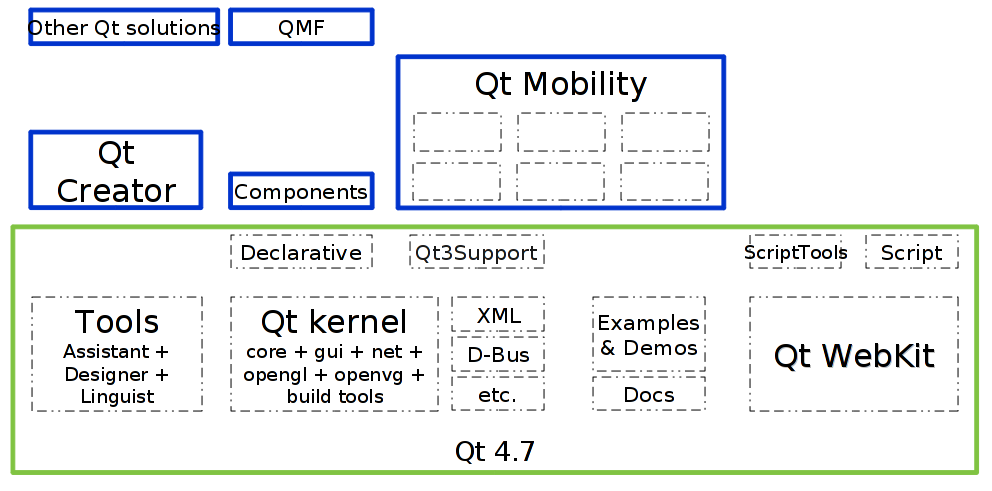 Other Qt solutions
QMF
Qt Mobility
Qt
Creator
Components
Declarative
Qt3Support
ScriptTools
Script
Tools
Assistant +
Designer +
Linguist
Qt kernel
core + gui + net +
opengl + openvg +
build tools
XML
D-Bus
etc.
Examples
& Demos
Docs
Qt WebKit
Qt 4.7